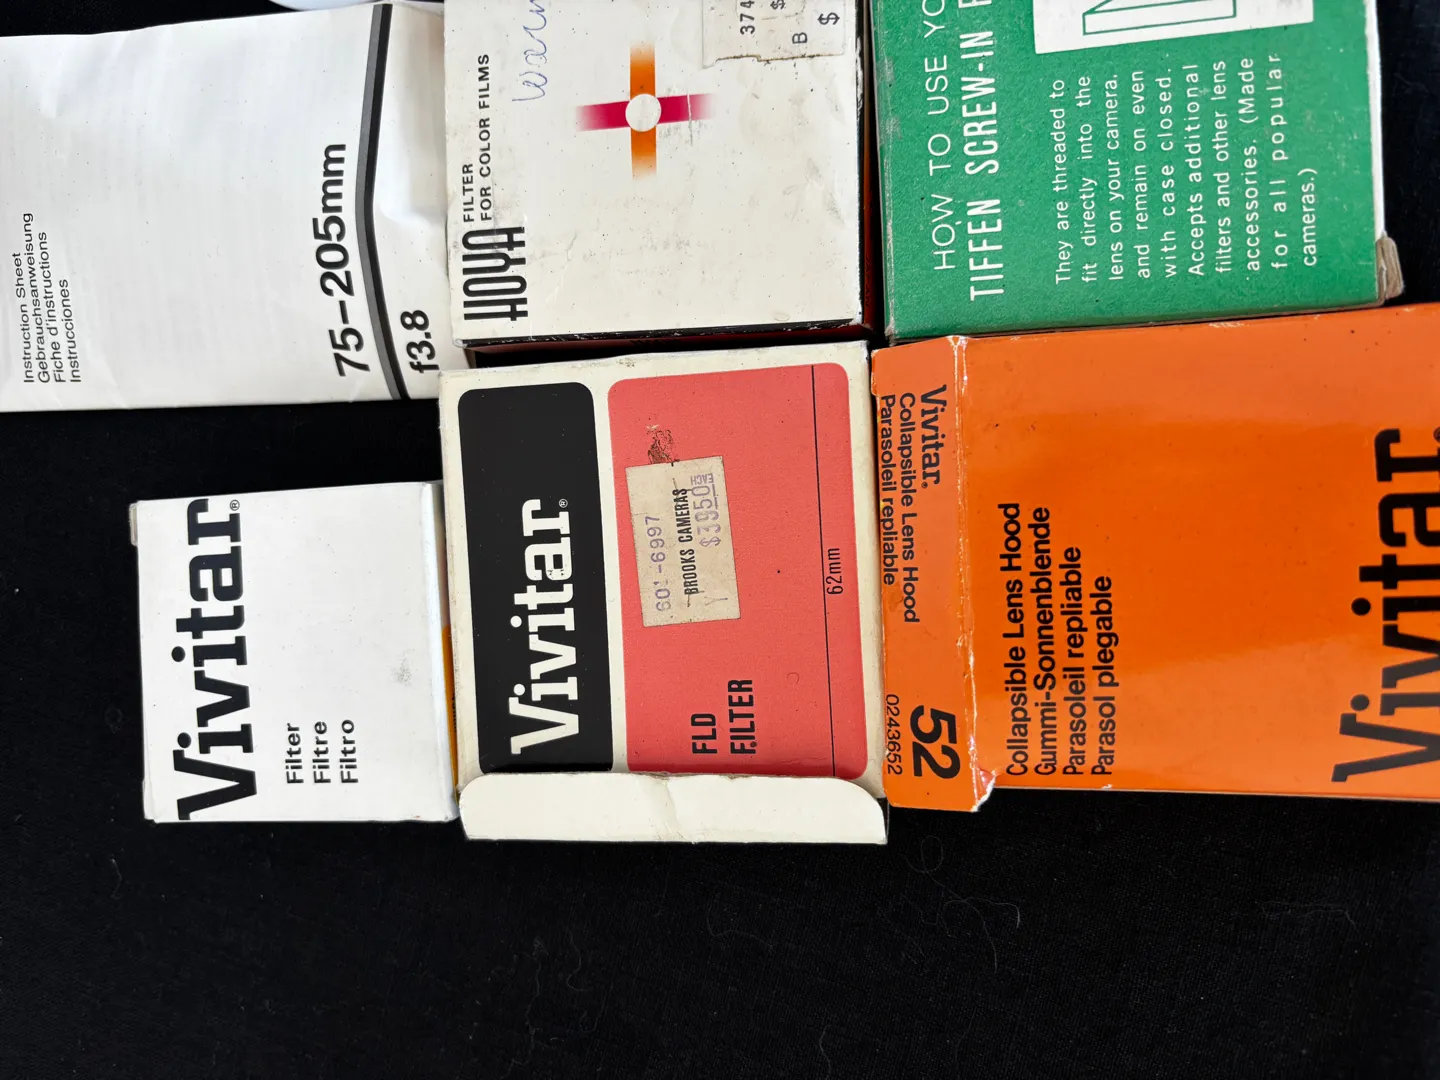 Instruction Sheet
Gebrauchsanweisung
Fiche d'instructions
Instrucciones
75-205mm
f3.8
HOYA
FILTER
FOR COLOR FILMS
374
$
B
$
HOW TO USE
TIFFEN SCREW-IN
They are threaded to
fit directly into the
lens on your camera,
and remain on even
with case closed.
Accepts additional
filters and other lens
accessories. (Made
for all popular
cameras.)
Vivitar®
Filter
Filtre
Filtro
Vivitar®
601-6997
BROOKS CAMERAS
$3950
FLD
FILTER
62mm
Vivitar®
Collapsible Lens Hood
Parasoleil repliable
0243652
52
Collapsible Lens Hood
Gummi-Sonnenblende
Parasoleil repliable
Parasol plegable
Vivitar